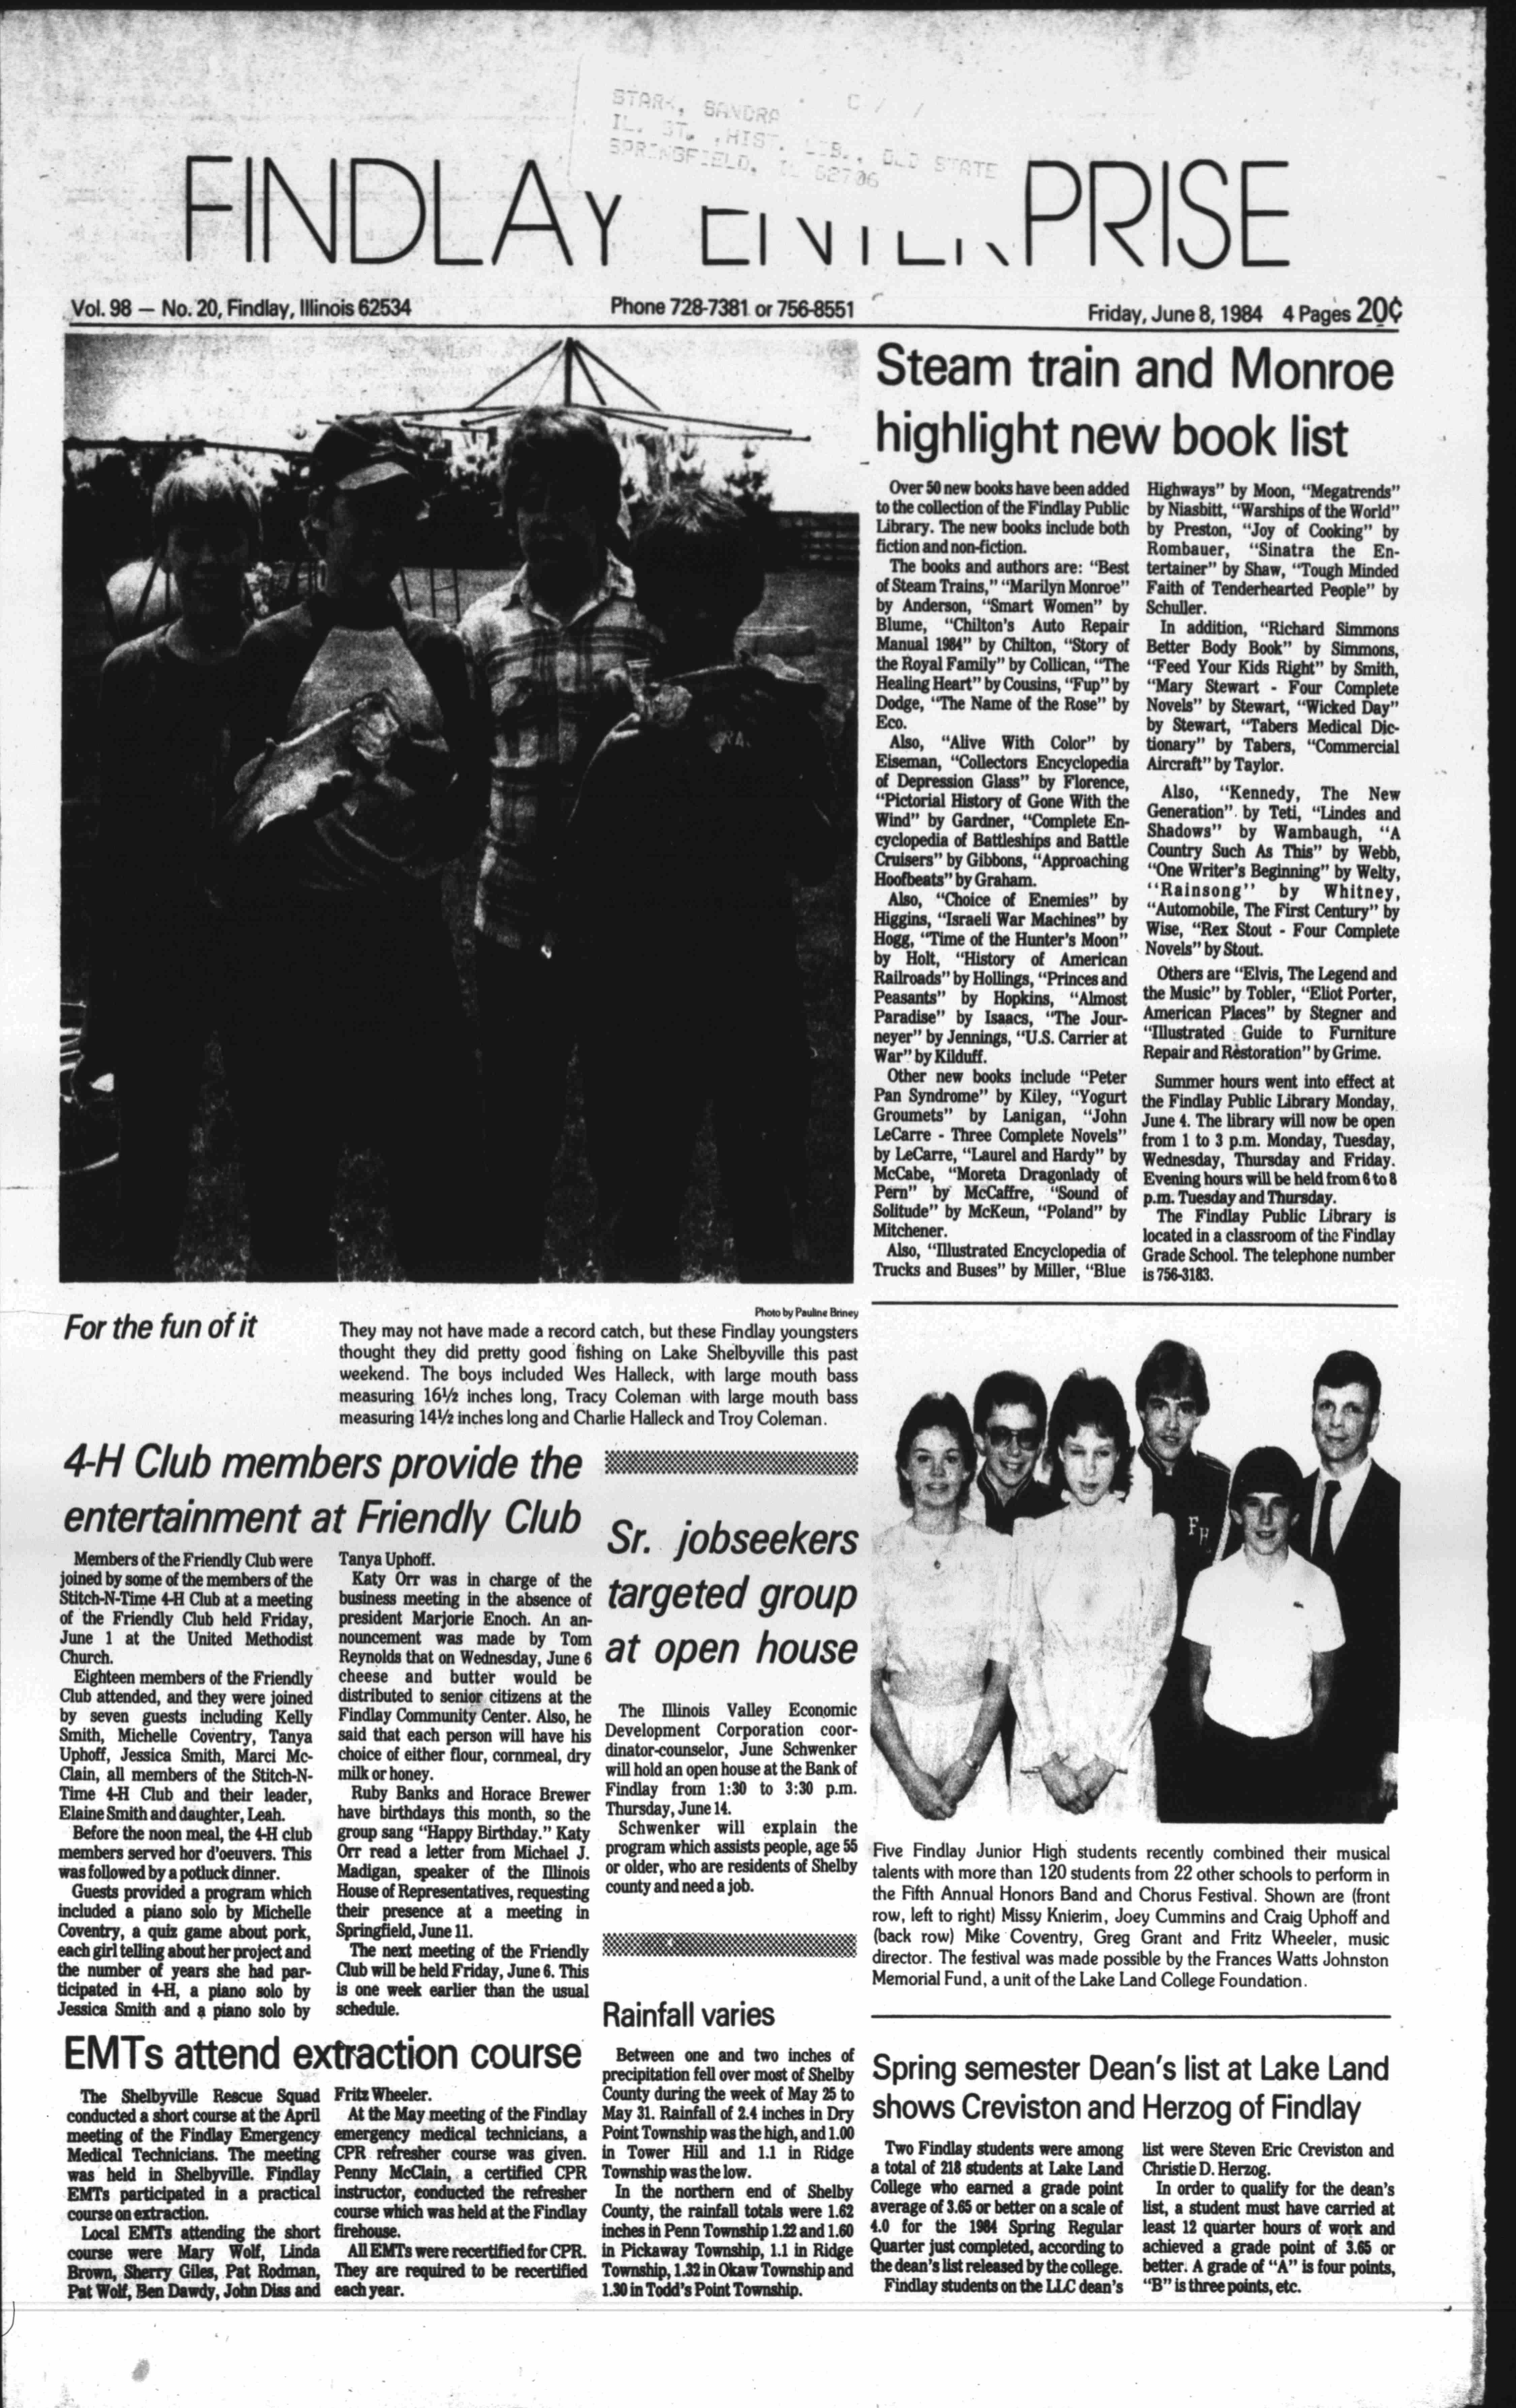 STARK, SANDRA
IL. ST. HIST. LIB., OLD STATE
SPRINGFIELD, IL 62706
FINDLAY ENTERPRISE
Vol. 98 — No. 20, Findlay, Illinois 62534
Phone 728-7381 or 756-8551
Friday, June 8, 1984 4 Pages 20¢
Steam train and Monroe
highlight new book list
Over 50 new books have been added
to the collection of the Findlay Public
Library. The new books include both
fiction and non-fiction.
The books and authors are: “Best
of Steam Trains,” “Marilyn Monroe”
by Anderson, “Smart Women” by
Blume, “Chilton’s Auto Repair
Manual 1984” by Chilton, “Story of
the Royal Family” by Collican, “The
Healing Heart” by Cousins, “Fup” by
Dodge, “The Name of the Rose” by
Eco.
Also, “Alive With Color” by
Eiseman, “Collectors Encyclopedia
of Depression Glass” by Florence,
“Pictorial History of Gone With the
Wind” by Gardner, “Complete En-
cyclopedia of Battleships and Battle
Cruisers” by Gibbons, “Approaching
Hoofbeats” by Graham.
Also, “Choice of Enemies” by
Higgins, “Israeli War Machines” by
Hogg, “Time of the Hunter’s Moon”
by Holt, “History of American
Railroads” by Hollings, “Princes and
Peasants” by Hopkins, “Almost
Paradise” by Isaacs, “The Jour-
neyer” by Jennings, “U.S. Carrier at
War” by Kilduff.
Other new books include “Peter
Pan Syndrome” by Kiley, “Yogurt
Groumets” by Lanigan, “John
LeCarre - Three Complete Novels”
by LeCarre, “Laurel and Hardy” by
McCabe, “Moreta Dragonlady of
Pern” by McCaffre, “Sound of
Solitude” by McKeun, “Poland” by
Mitchener.
Also, “Illustrated Encyclopedia of
Trucks and Buses” by Miller, “Blue
Highways” by Moon, “Megatrends”
by Niasbitt, “Warships of the World”
by Preston, “Joy of Cooking” by
Rombauer, “Sinatra the En-
tertainer” by Shaw, “Tough Minded
Faith of Tenderhearted People” by
Schuller.
In addition, “Richard Simmons
Better Body Book” by Simmons,
“Feed Your Kids Right” by Smith,
“Mary Stewart - Four Complete
Novels” by Stewart, “Wicked Day”
by Stewart, “Tabers Medical Dic-
tionary” by Tabers, “Commercial
Aircraft” by Taylor.
Also, “Kennedy, The New
Generation” by Teti, “Lindes and
Shadows” by Wambaugh, “A
Country Such As This” by Webb,
“One Writer’s Beginning” by Welty,
“Rainsong” by Whitney,
“Automobile, The First Century” by
Wise, “Rex Stout - Four Complete
Novels” by Stout.
Others are “Elvis, The Legend and
the Music” by Tobler, “Eliot Porter,
American Places” by Stegner and
“Illustrated Guide to Furniture
Repair and Restoration” by Grime.
Summer hours went into effect at
the Findlay Public Library Monday,
June 4. The library will now be open
from 1 to 3 p.m. Monday, Tuesday,
Wednesday, Thursday and Friday.
Evening hours will be held from 6 to 8
p.m. Tuesday and Thursday.
The Findlay Public Library is
located in a classroom of the Findlay
Grade School. The telephone number
is 756-3183.
Photo by Pauline Briney
For the fun of it
They may not have made a record catch, but these Findlay youngsters
thought they did pretty good fishing on Lake Shelbyville this past
weekend. The boys included Wes Halleck, with large mouth bass
measuring 16½ inches long, Tracy Coleman with large mouth bass
measuring 14½ inches long and Charlie Halleck and Troy Coleman.
4-H Club members provide the
entertainment at Friendly Club
Members of the Friendly Club were
joined by some of the members of the
Stitch-N-Time 4-H Club at a meeting
of the Friendly Club held Friday,
June 1 at the United Methodist
Church.
Eighteen members of the Friendly
Club attended, and they were joined
by seven guests including Kelly
Smith, Michelle Coventry, Tanya
Uphoff, Jessica Smith, Marci Mc-
Clain, all members of the Stitch-N-
Time 4-H Club and their leader,
Elaine Smith and daughter, Leah.
Before the noon meal, the 4-H club
members served hor d’oeuvers. This
was followed by a potluck dinner.
Guests provided a program which
included a piano solo by Michelle
Coventry, a quiz game about pork,
each girl telling about her project and
the number of years she had par-
ticipated in 4-H, a piano solo by
Jessica Smith and a piano solo by
Tanya Uphoff.
Katy Orr was in charge of the
business meeting in the absence of
president Marjorie Enoch. An an-
nouncement was made by Tom
Reynolds that on Wednesday, June 6
cheese and butter would be
distributed to senior citizens at the
Findlay Community Center. Also, he
said that each person will have his
choice of either flour, cornmeal, dry
milk or honey.
Ruby Banks and Horace Brewer
have birthdays this month, so the
group sang “Happy Birthday.” Katy
Orr read a letter from Michael J.
Madigan, speaker of the Illinois
House of Representatives, requesting
their presence at a meeting in
Springfield, June 11.
The next meeting of the Friendly
Club will be held Friday, June 6. This
is one week earlier than the usual
schedule.
Sr. jobseekers
targeted group
at open house
The Illinois Valley Economic
Development Corporation coor-
dinator-counselor, June Schwenker
will hold an open house at the Bank of
Findlay from 1:30 to 3:30 p.m.
Thursday, June 14.
Schwenker will explain the
program which assists people, age 55
or older, who are residents of Shelby
county and need a job.
FH
Five Findlay Junior High students recently combined their musical
talents with more than 120 students from 22 other schools to perform in
the Fifth Annual Honors Band and Chorus Festival. Shown are (front
row, left to right) Missy Knierim, Joey Cummins and Craig Uphoff and
(back row) Mike Coventry, Greg Grant and Fritz Wheeler, music
director. The festival was made possible by the Frances Watts Johnston
Memorial Fund, a unit of the Lake Land College Foundation.
EMTs attend extraction course
The Shelbyville Rescue Squad
conducted a short course at the April
meeting of the Findlay Emergency
Medical Technicians. The meeting
was held in Shelbyville. Findlay
EMTs participated in a practical
course on extraction.
Local EMTs attending the short
course were Mary Wolf, Linda
Brown, Sherry Giles, Pat Rodman,
Pat Wolf, Ben Dawdy, John Diss and
Fritz Wheeler.
At the May meeting of the Findlay
emergency medical technicians, a
CPR refresher course was given.
Penny McClain, a certified CPR
instructor, conducted the refresher
course which was held at the Findlay
firehouse.
All EMTs were recertified for CPR.
They are required to be recertified
each year.
Rainfall varies
Between one and two inches of
precipitation fell over most of Shelby
County during the week of May 25 to
May 31. Rainfall of 2.4 inches in Dry
Point Township was the high, and 1.00
in Tower Hill and 1.1 in Ridge
Township was the low.
In the northern end of Shelby
County, the rainfall totals were 1.62
inches in Penn Township 1.22 and 1.60
in Pickaway Township, 1.1 in Ridge
Township, 1.32 in Okaw Township and
1.30 in Todd’s Point Township.
Spring semester Dean’s list at Lake Land
shows Creviston and Herzog of Findlay
Two Findlay students were among
a total of 218 students at Lake Land
College who earned a grade point
average of 3.65 or better on a scale of
4.0 for the 1984 Spring Regular
Quarter just completed, according to
the dean’s list released by the college.
Findlay students on the LLC dean’s
list were Steven Eric Creviston and
Christie D. Herzog.
In order to qualify for the dean’s
list, a student must have carried at
least 12 quarter hours of work and
achieved a grade point of 3.65 or
better. A grade of “A” is four points,
“B” is three points, etc.